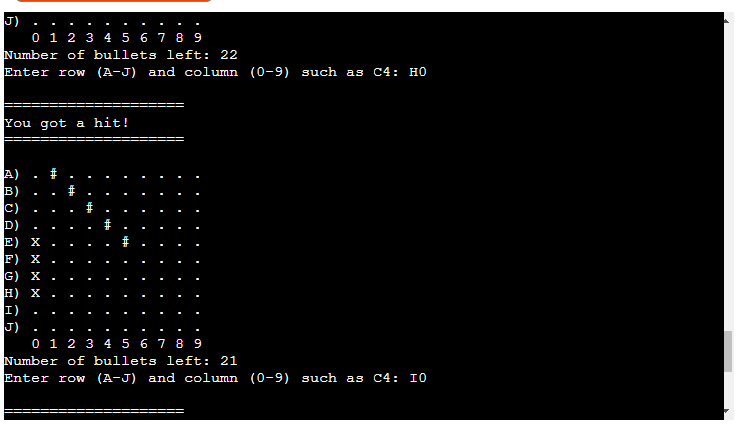 J) . . . . . . . . . .
0 1 2 3 4 5 6 7 8 9
Number of bullets left: 22
Enter row (A-J) and column (0-9) such as C4: H0
====================
You got a hit!
====================
A) . # . . . . . . . .
B) . . # . . . . . . .
C) . . . # . . . . . .
D) . . . . # . . . . .
E) X . . . . # . . . .
F) X . . . . . . . . .
G) X . . . . . . . . .
H) X . . . . . . . . .
I) . . . . . . . . . .
J) . . . . . . . . . .
0 1 2 3 4 5 6 7 8 9
Number of bullets left: 21
Enter row (A-J) and column (0-9) such as C4: I0
====================